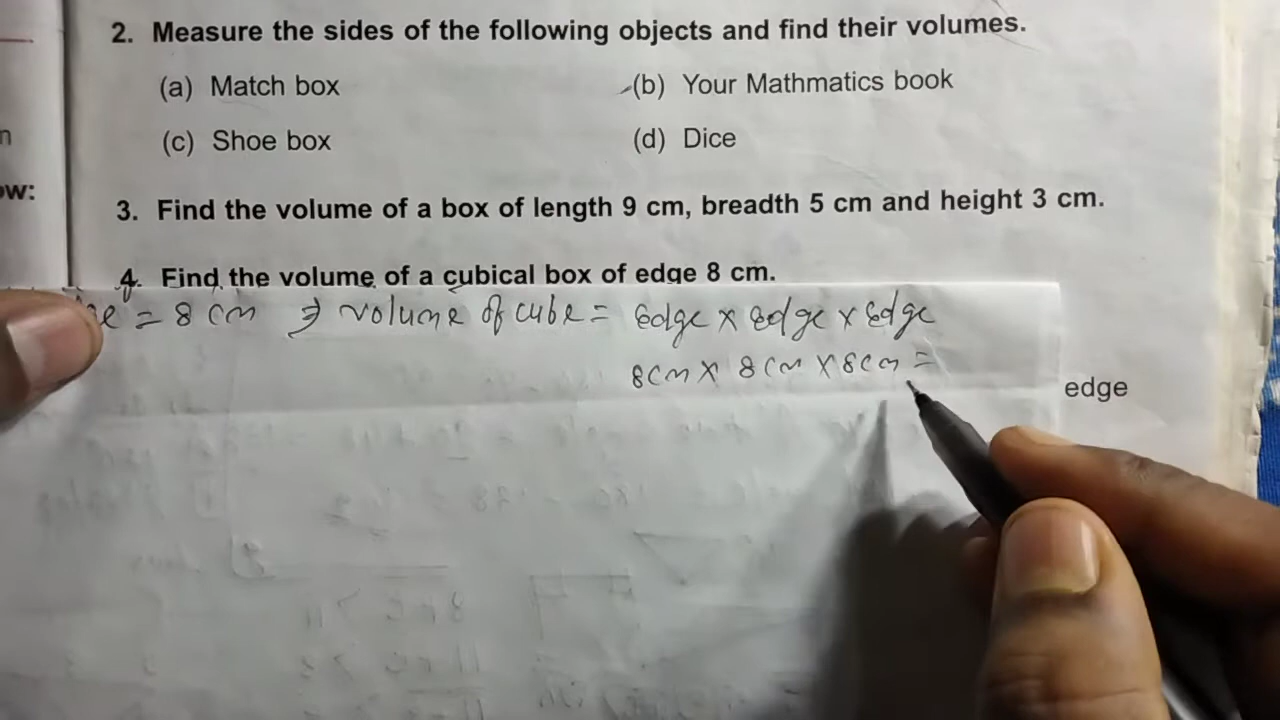 2. Measure the sides of the following objects and find their volumes.
(a) Match box (b) Your Mathmatics book
(c) Shoe box (d) Dice
ow:
3. Find the volume of a box of length 9 cm, breadth 5 cm and height 3 cm.
4. Find the volume of a cubical box of edge 8 cm.
= 8 cm ⇒ volume of cube = edge × edge × edge
8cm × 8cm × 8cm =
edge